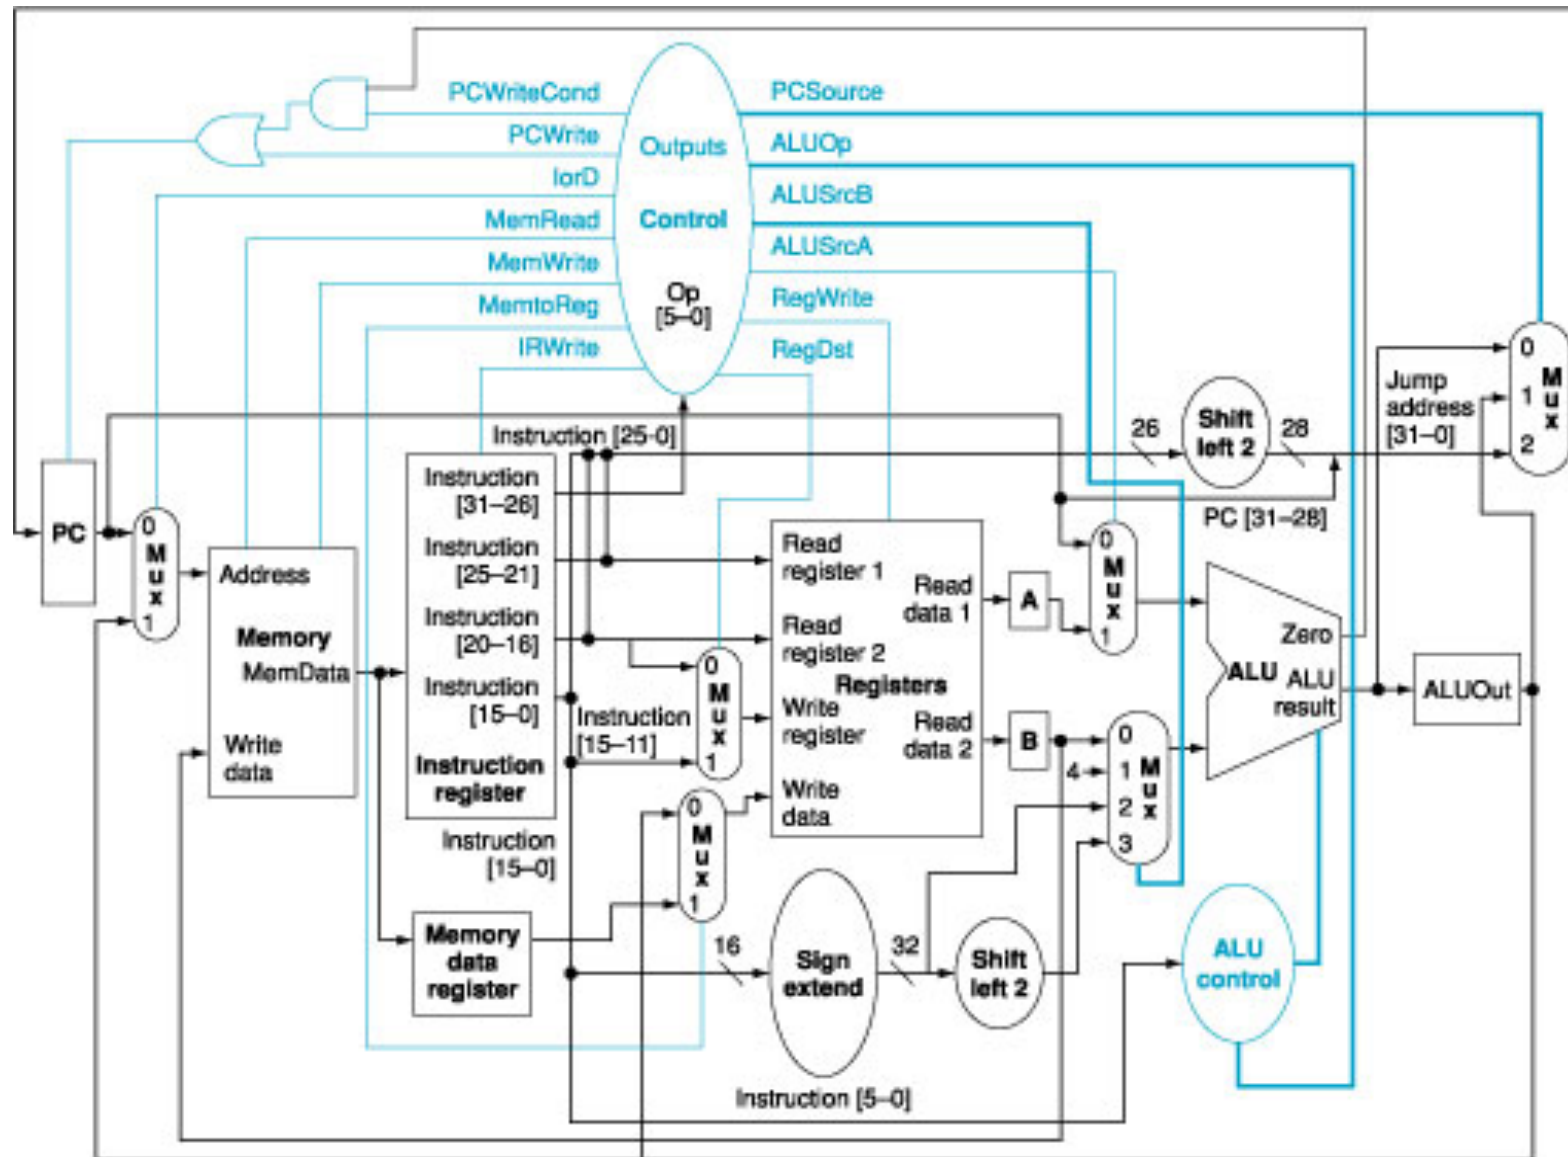 PCWriteCond
PCWrite
IorD
MemRead
MemWrite
MemtoReg
IRWrite
Outputs
Control
Op
[5–0]
PCSource
ALUOp
ALUSrcB
ALUSrcA
RegWrite
RegDst
PC
0
M
u
x
1
Address
Memory
MemData
Write
data
Instruction [25-0]
Instruction
[31–26]
Instruction
[25–21]
Instruction
[20–16]
Instruction
[15–0]
Instruction
register
Instruction
[15–0]
Memory
data
register
Instruction
[15–11]
0
M
u
x
1
0
M
u
x
1
Read
register 1
Read
register 2
Registers
Write
register
Write
data
Read
data 1
Read
data 2
A
B
16
Sign
extend
32
Shift
left 2
Instruction [5–0]
0
M
u
x
1
4
0
1
2
3
M
u
x
26
Shift
left 2
28
PC [31–28]
Jump
address
[31–0]
0
1
2
M
u
x
Zero
ALU
ALU
result
ALUOut
ALU
control